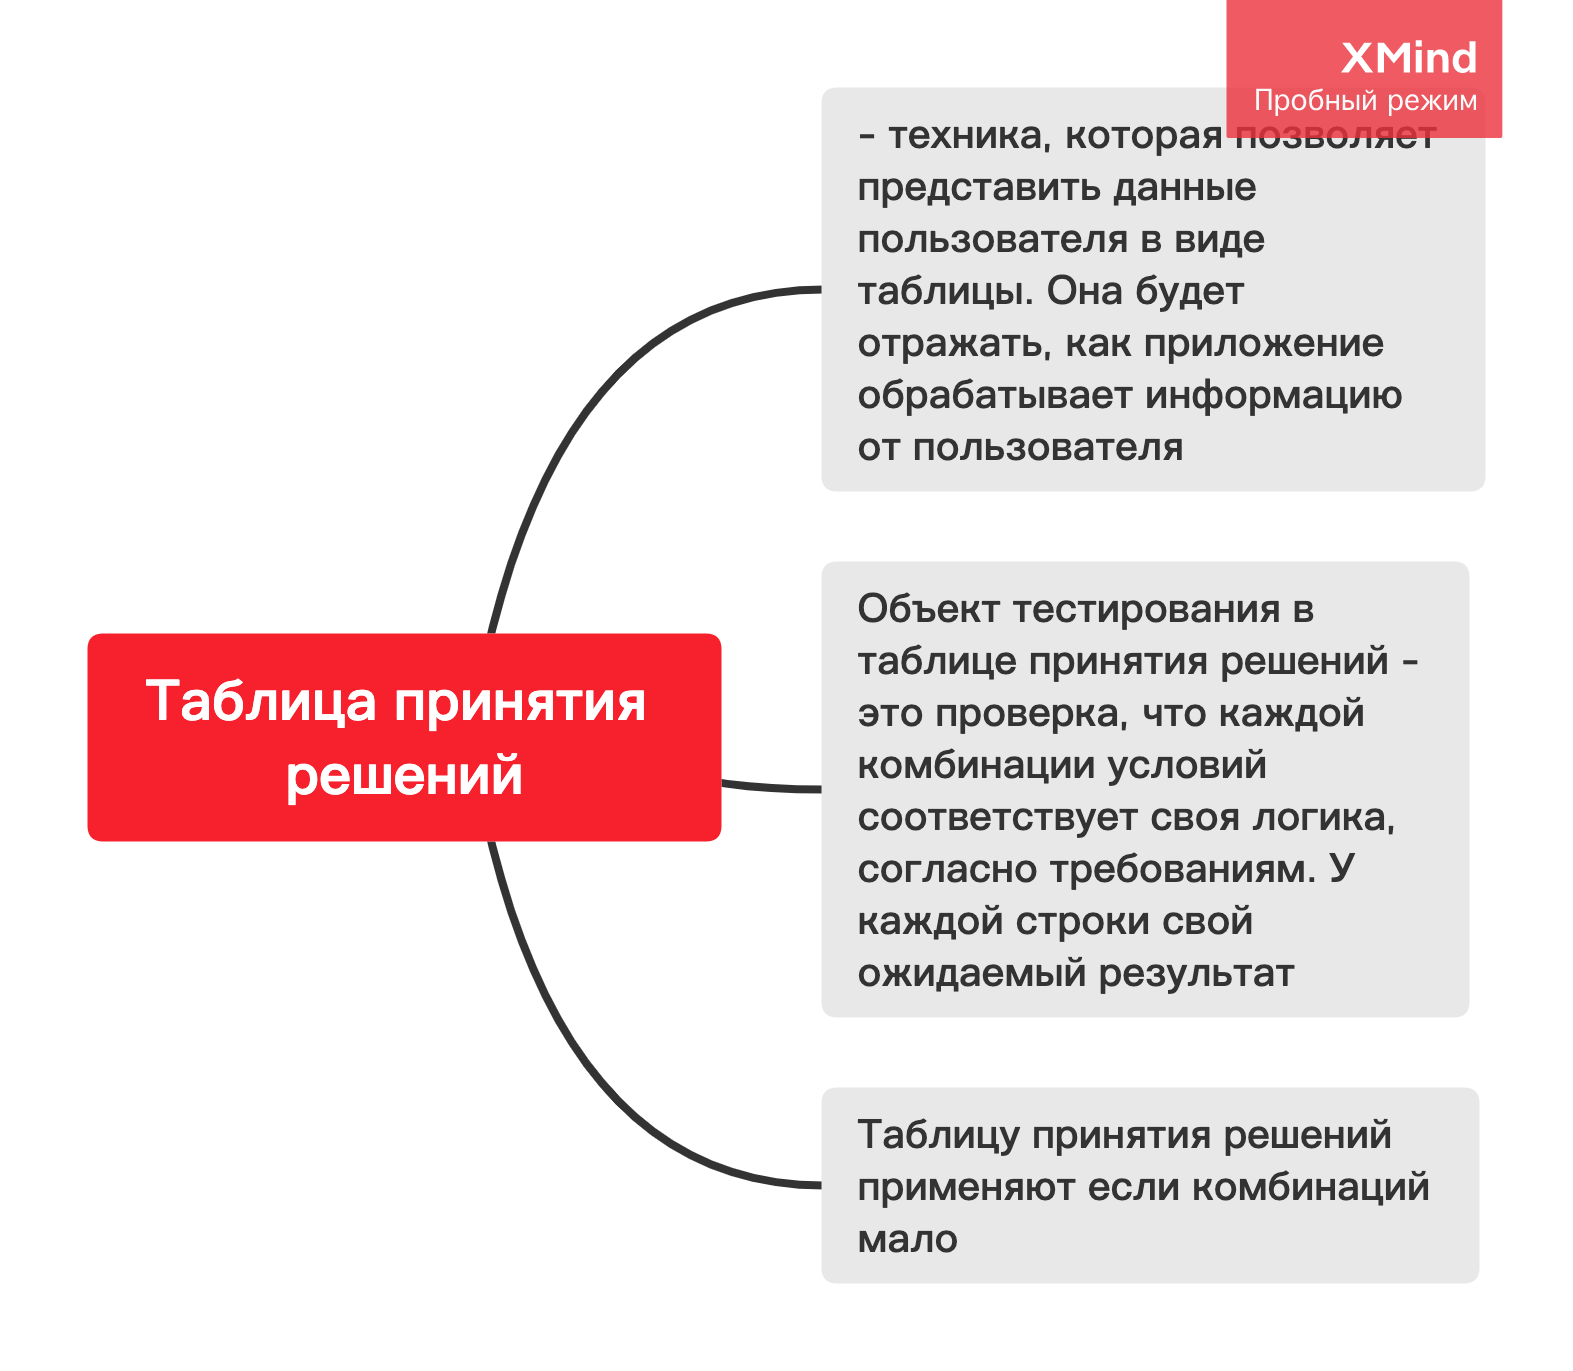 XMind
Пробный режим
- техника, которая позволяет
представить данные
пользователя в виде
таблицы. Она будет
отражать, как приложение
обрабатывает информацию
от пользователя
Таблица принятия
решений
Объект тестирования в
таблице принятия решений -
это проверка, что каждой
комбинации условий
соответствует своя логика,
согласно требованиям. У
каждой строки свой
ожидаемый результат
Таблицу принятия решений
применяют если комбинаций
мало